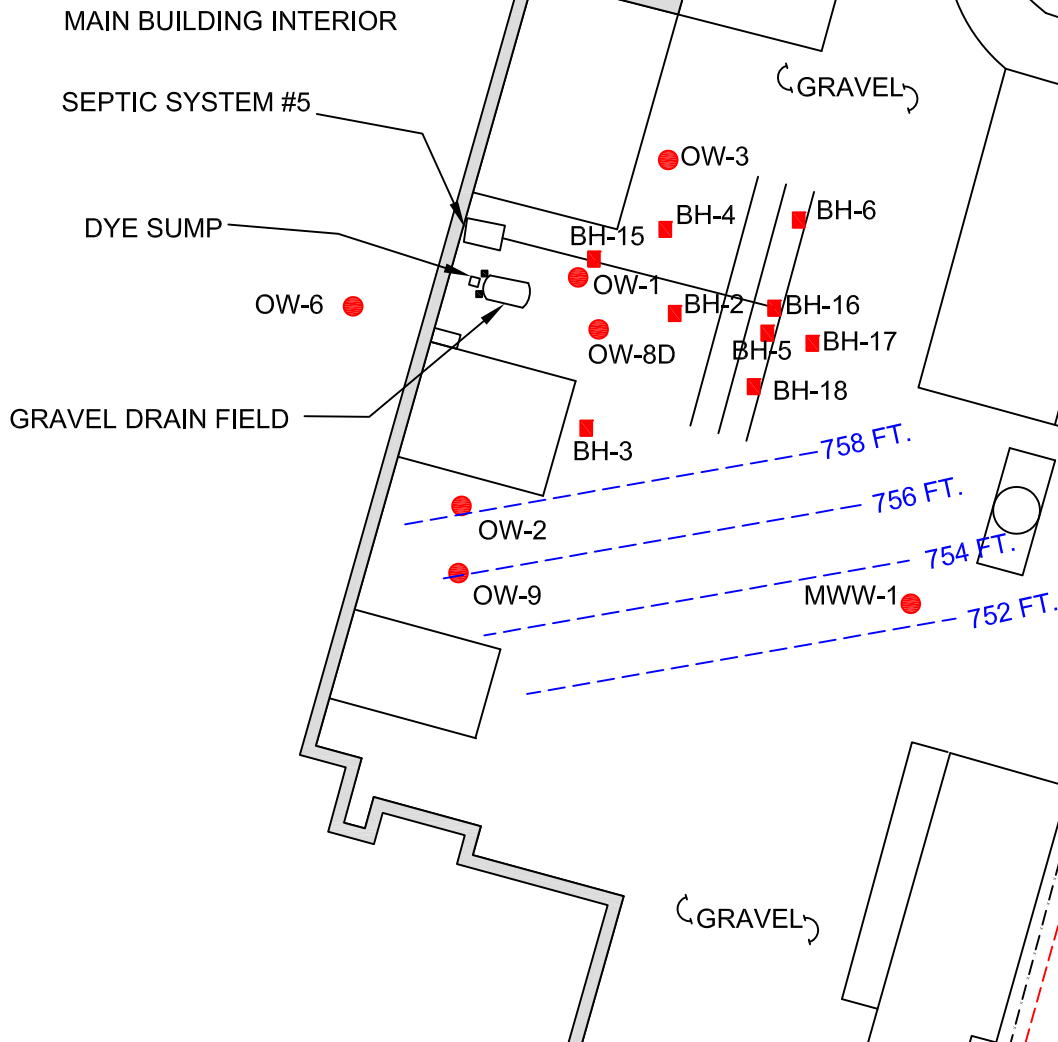 MAIN BUILDING INTERIOR
GRAVEL
SEPTIC SYSTEM #5
OW-3
BH-4
BH-6
DYE SUMP
BH-15
OW-1
OW-6
BH-2
BH-16
OW-8D
BH-5
BH-17
BH-18
GRAVEL DRAIN FIELD
BH-3
758 FT.
756 FT.
OW-2
754 FT.
OW-9
MWW-1
752 FT.
GRAVEL